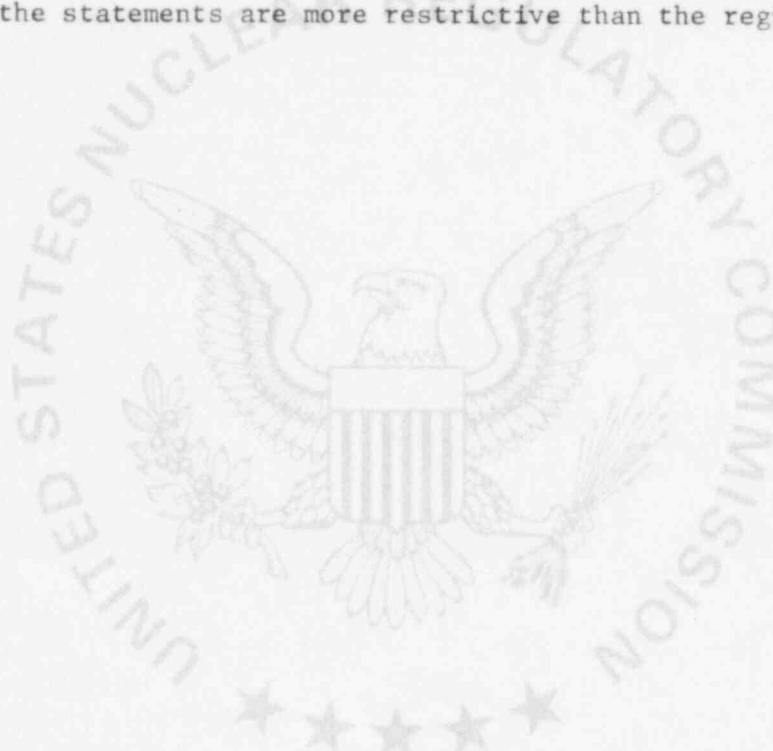 the statements are more restrictive than the reg
UNITED STATES NUCLEAR REGULATORY COMMISSION